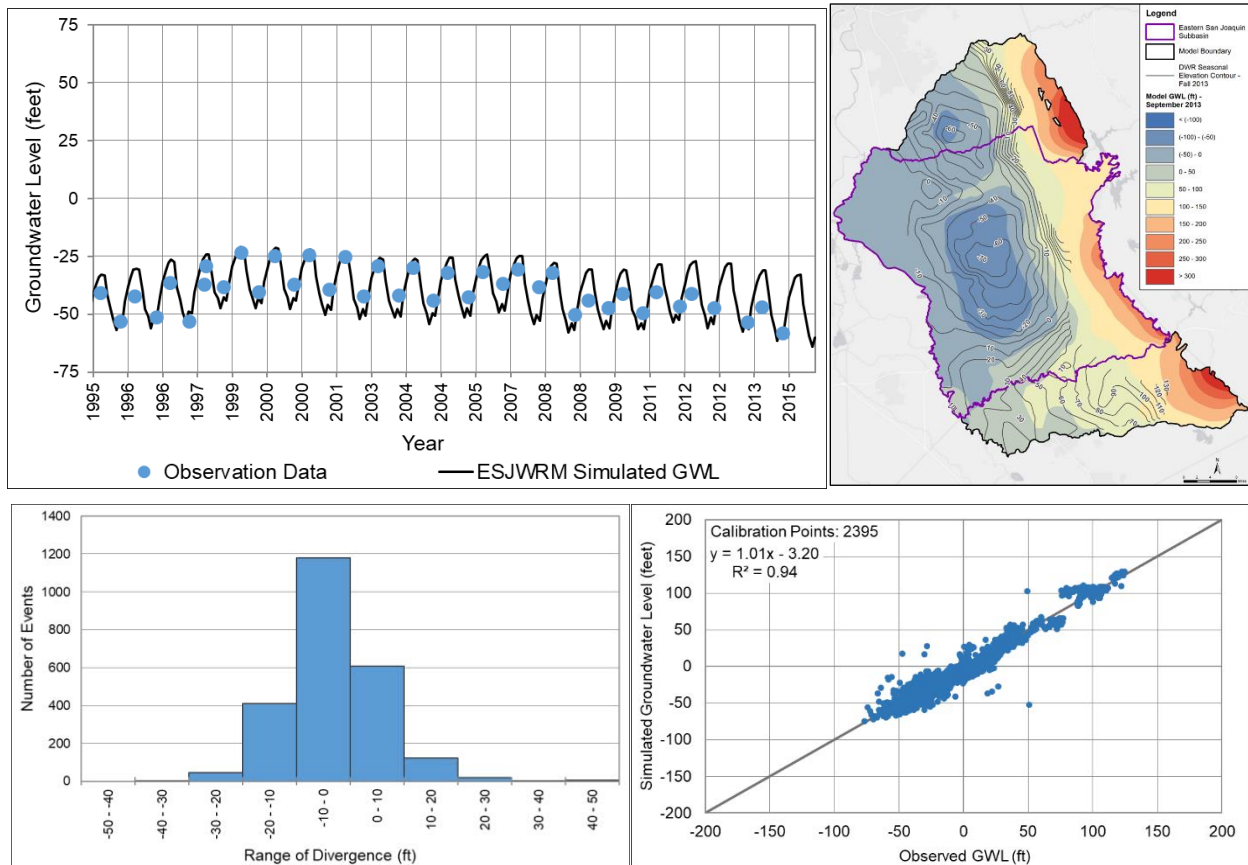 75
50
25
0
-25
-50
-75
Groundwater Level (feet)
1995
1996
1996
1997
1999
2000
2000
2001
2003
2004
2004
2005
2007
2008
2008
2009
2011
2012
2012
2013
2015
Year
Observation Data
ESJWRM Simulated GWL
Legend
Eastern San Joaquin
Subbasin
Model Boundary
DWR Seasonal
Elevation Contour -
Fall 2013
Model GWL (ft) -
September 2013
< (-100)
(-100) - (-50)
(-50) - 0
0 - 50
50 - 100
100 - 150
150 - 200
200 - 250
250 - 300
> 300
N
1400
1200
1000
800
600
400
200
0
Number of Events
-50 - -40
-40 - -30
-30 - -20
-20 - -10
-10 - 0
0 - 10
10 - 20
20 - 30
30 - 40
40 - 50
Range of Divergence (ft)
Calibration Points: 2395
y = 1.01x - 3.20
R² = 0.94
200
150
100
50
0
-50
-100
-150
-200
Simulated Groundwater Level (feet)
-200 -150 -100 -50 0 50 100 150 200
Observed GWL (ft)